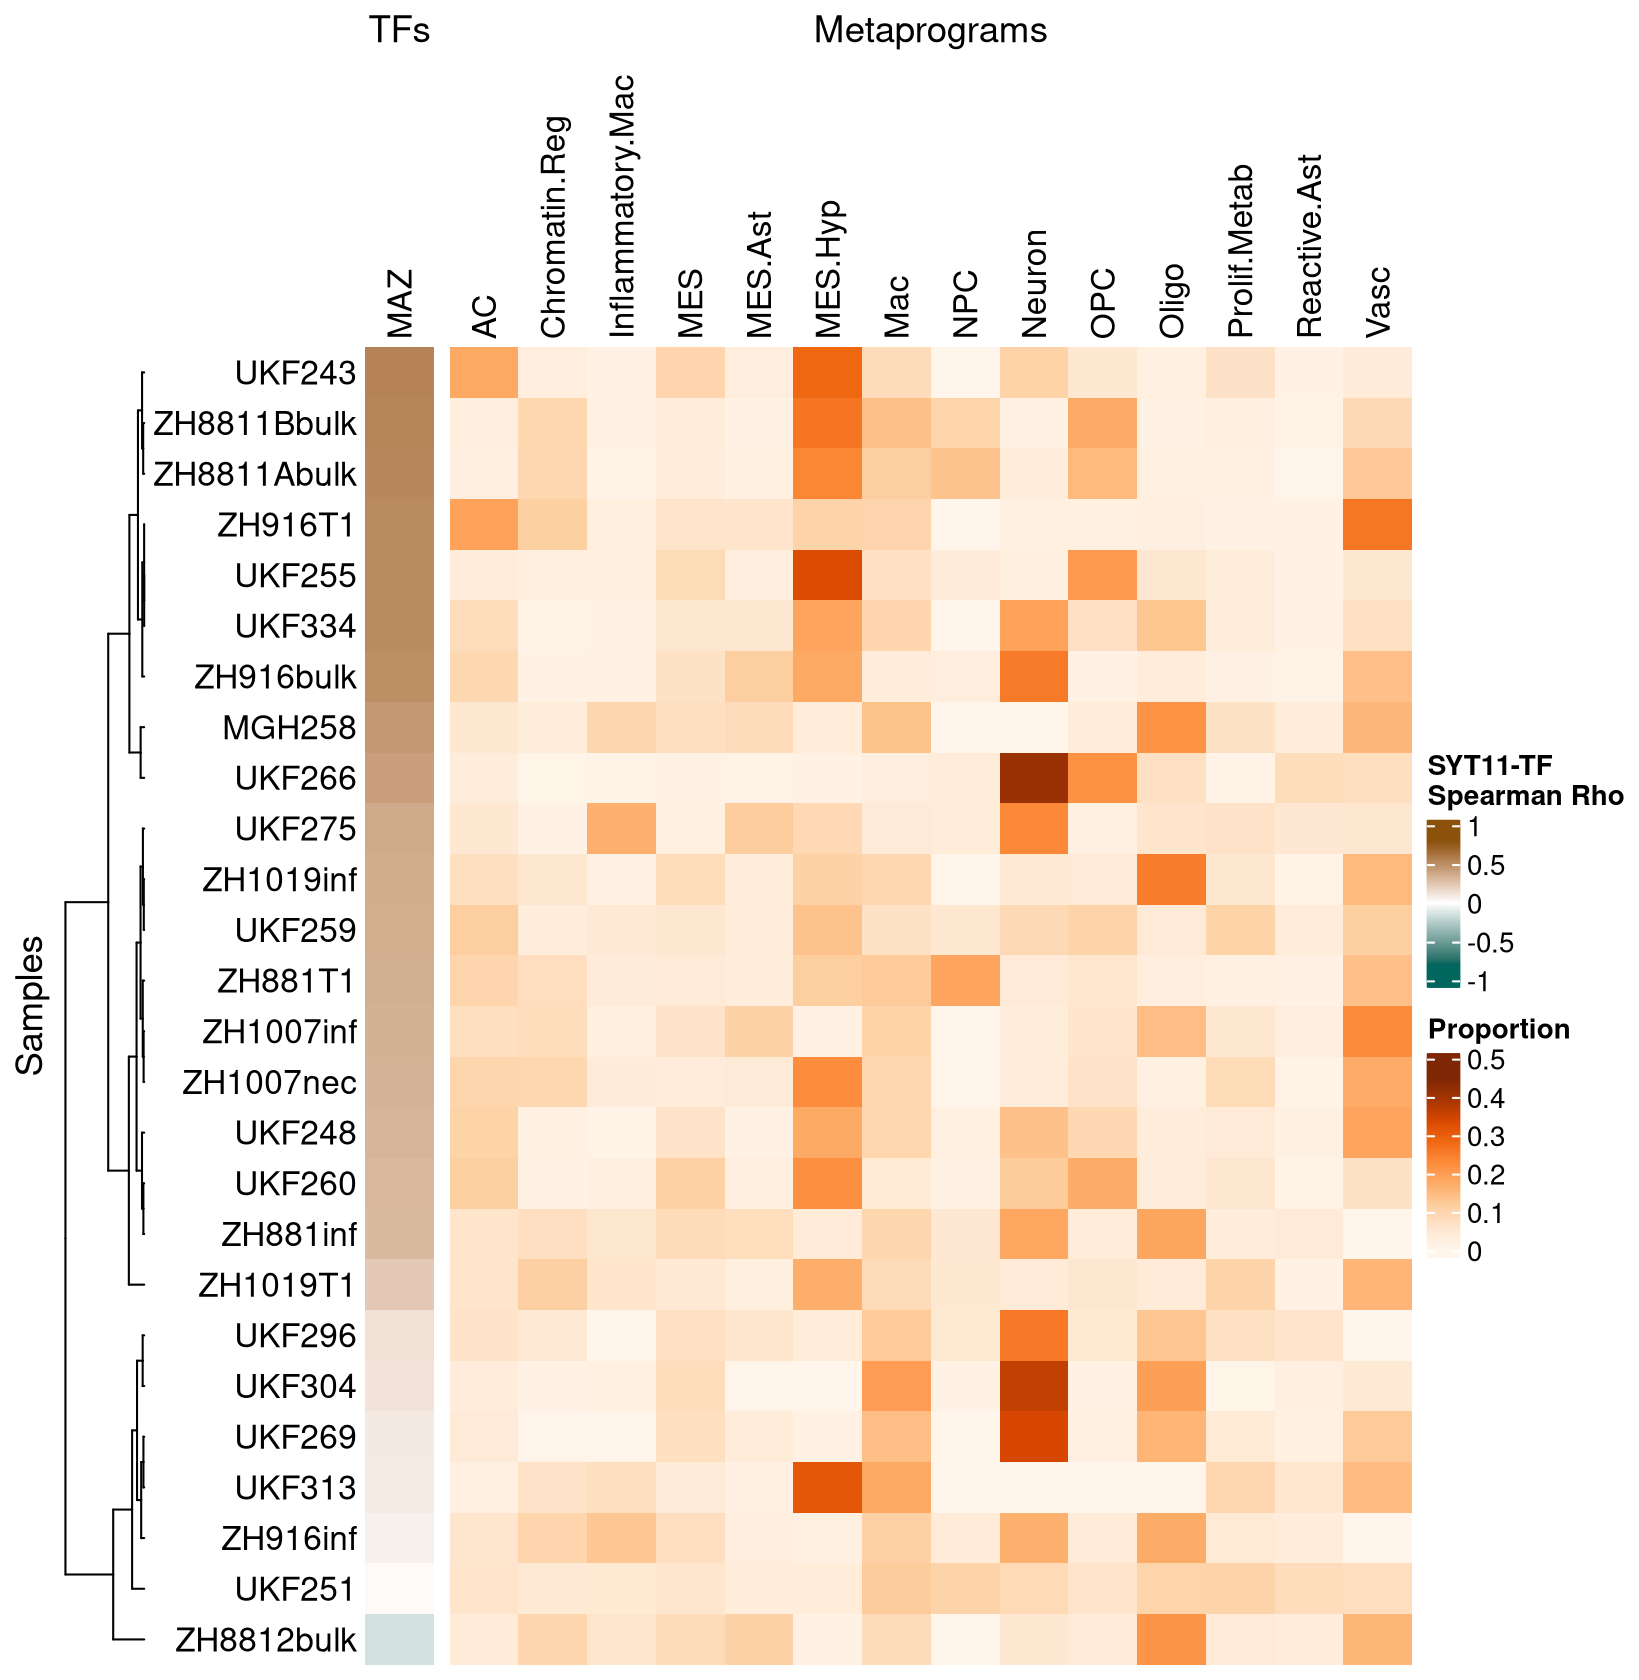 TFs
Metaprograms
MAZ
AC
Chromatin.Reg
Inflammatory.Mac
MES
MES.Ast
MES.Hyp
Mac
NPC
Neuron
OPC
Oligo
Prolif.Metab
Reactive.Ast
Vasc
Samples
UKF243
ZH8811Bbulk
ZH8811Abulk
ZH916T1
UKF255
UKF334
ZH916bulk
MGH258
UKF266
UKF275
ZH1019inf
UKF259
ZH881T1
ZH1007inf
ZH1007nec
UKF248
UKF260
ZH881inf
ZH1019T1
UKF296
UKF304
UKF269
UKF313
ZH916inf
UKF251
ZH8812bulk
SYT11-TF
Spearman Rho
1
0.5
0
-0.5
-1
Proportion
0.5
0.4
0.3
0.2
0.1
0